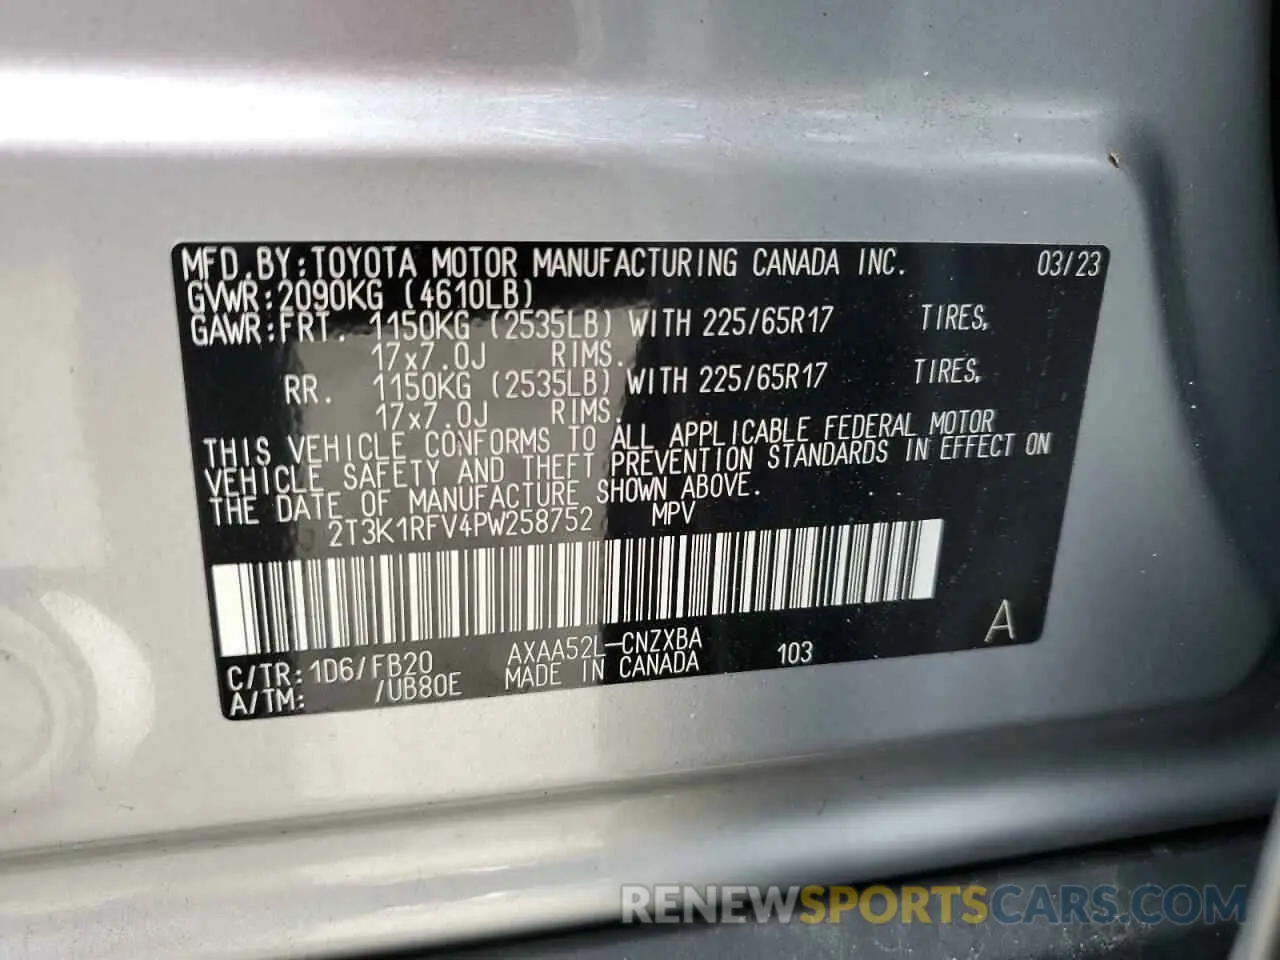 MFD.BY:TOYOTA MOTOR MANUFACTURING CANADA INC. 03/23
GVWR:2090KG (4610LB)
GAWR:FRT. 1150KG (2535LB) WITH 225/65R17 TIRES,
17x7.0J RIMS.
RR. 1150KG (2535LB) WITH 225/65R17 TIRES,
17x7.0J RIMS.
THIS VEHICLE CONFORMS TO ALL APPLICABLE FEDERAL MOTOR
VEHICLE SAFETY AND THEFT PREVENTION STANDARDS IN EFFECT ON
THE DATE OF MANUFACTURE SHOWN ABOVE.
2T3K1RFV4PW258752 MPV
A
C/TR:1D6/FB20 AXAA52L-CNZXBA 103
A/TM: /UB80E MADE IN CANADA
RENEWSPORTSCARS.COM